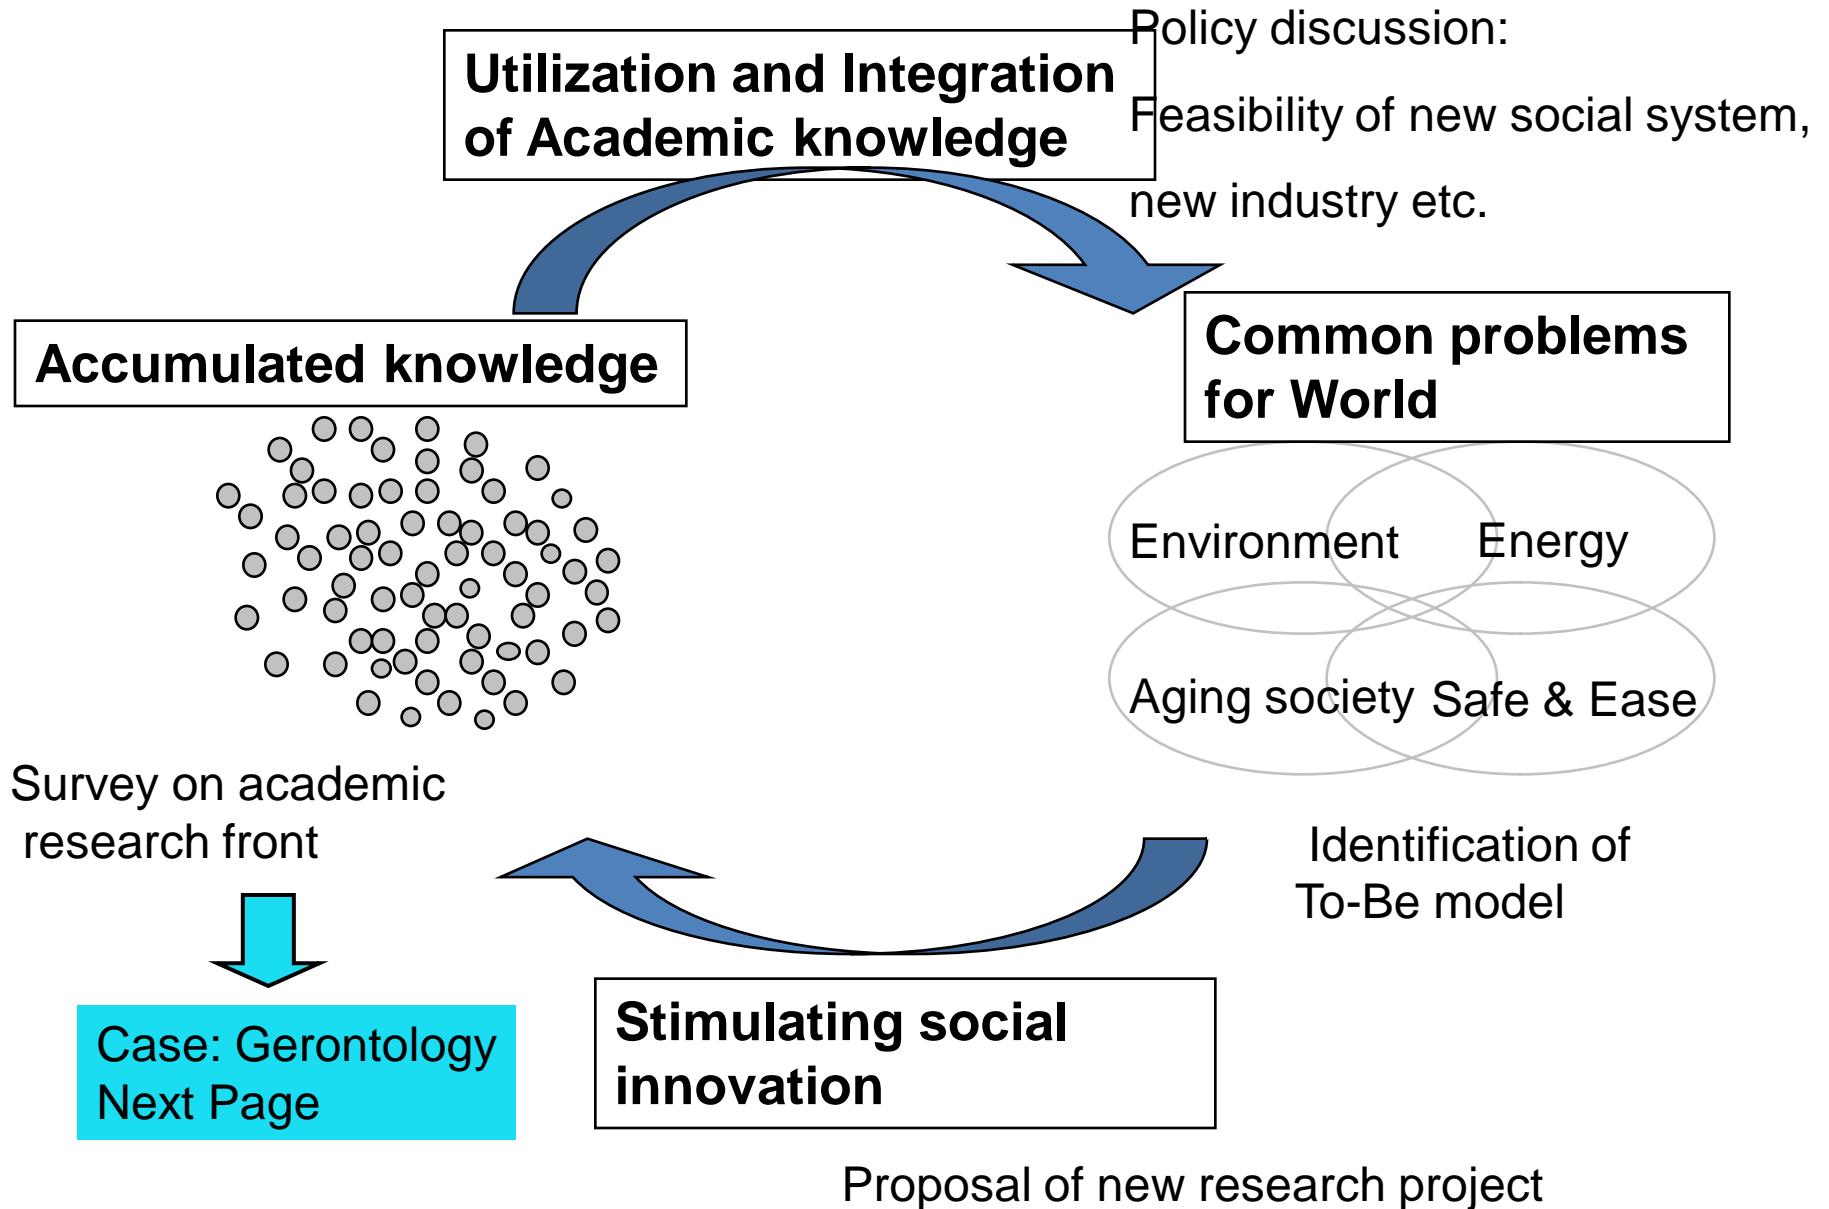 Policy discussion:
Utilization and Integration
of Academic knowledge
Feasibility of new social system,
new industry etc.
Accumulated knowledge
Common problems
for World
Environment
Energy
Aging society
Safe & Ease
Survey on academic
research front
Identification of
To-Be model
Case: Gerontology
Next Page
Stimulating social
innovation
Proposal of new research project